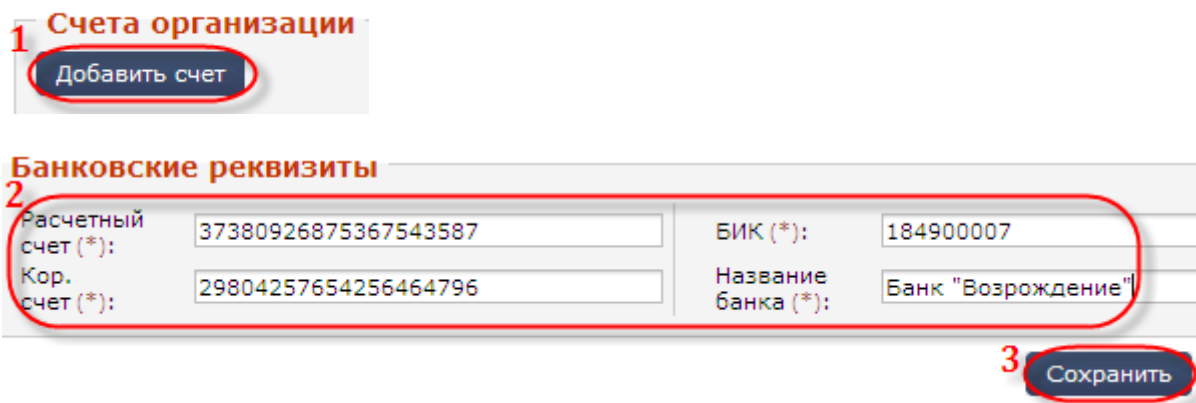 Счета организации
1
Добавить счет
Банковские реквизиты
2
Расчетный
счет (*):
37380926875367543587
БИК (*):
184900007
Кор.
счет (*):
29804257654256464796
Название
банка (*):
Банк "Возрождение"
3
Сохранить